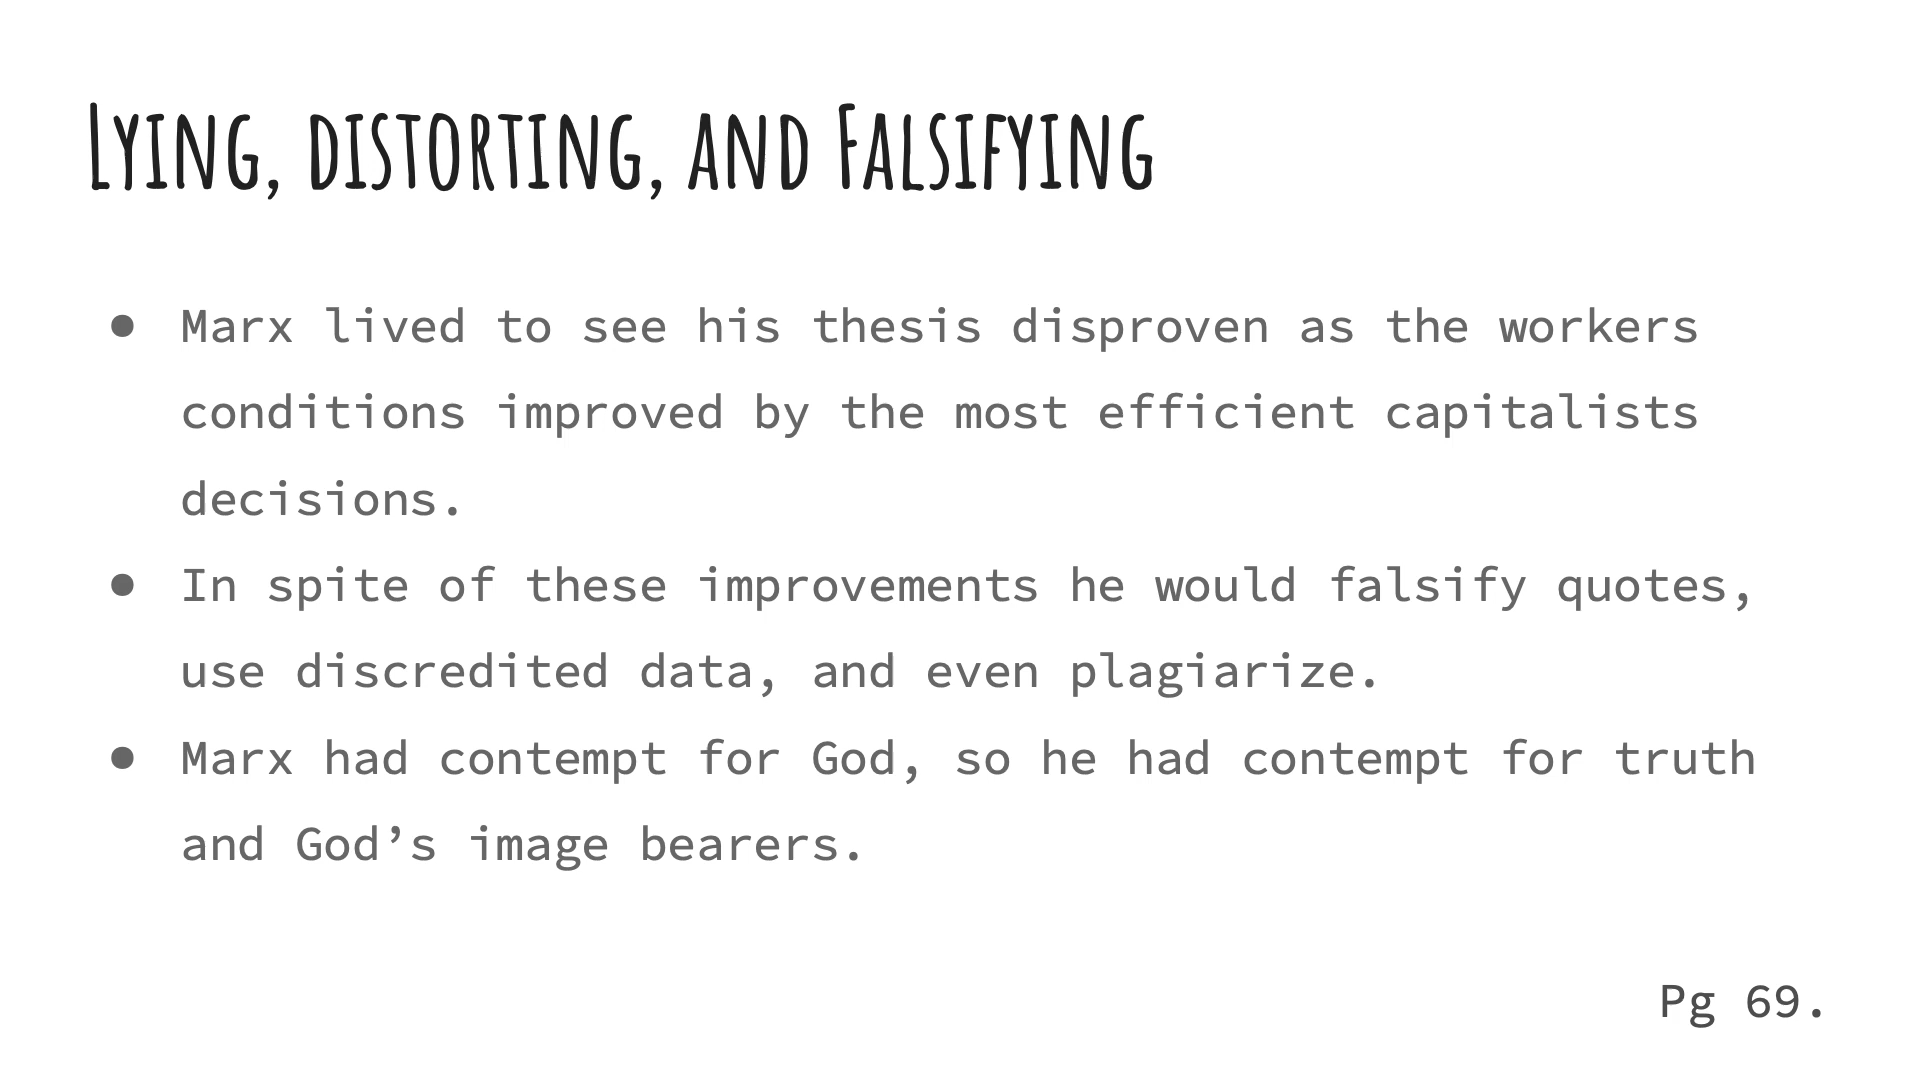 Lying, distorting, and Falsifying
● Marx lived to see his thesis disproven as the workers
conditions improved by the most efficient capitalists
decisions.
● In spite of these improvements he would falsify quotes,
use discredited data, and even plagiarize.
● Marx had contempt for God, so he had contempt for truth
and God’s image bearers.
Pg 69.